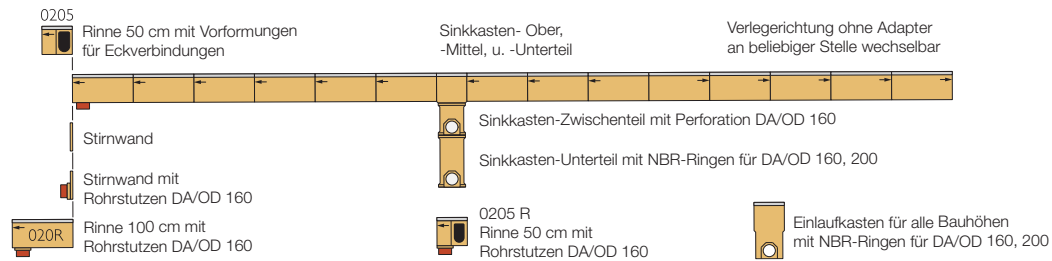 0205
Rinne 50 cm mit Vorformungen
für Eckverbindungen
Sinkkasten- Ober,
-Mittel, u. -Unterteil
Verlegerichtung ohne Adapter
an beliebiger Stelle wechselbar
Sinkkasten-Zwischenteil mit Perforation DA/OD 160
Stirnwand
Sinkkasten-Unterteil mit NBR-Ringen für DA/OD 160, 200
Stirnwand mit
Rohrstutzen DA/OD 160
020R
Rinne 100 cm mit
Rohrstutzen DA/OD 160
0205 R
Rinne 50 cm mit
Rohrstutzen DA/OD 160
Einlaufkasten für alle Bauhöhen
mit NBR-Ringen für DA/OD 160, 200